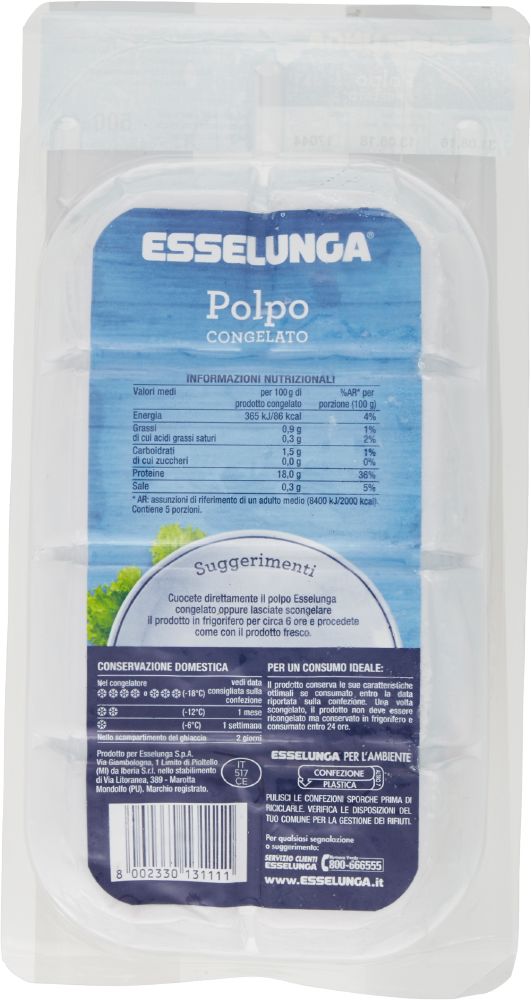 ESSELUNGA®
Polpo
CONGELATO
INFORMAZIONI NUTRIZIONALI
Valori medi per 100 g di prodotto congelato %AR* per porzione (100 g)
Energia 365 kJ/86 kcal 4%
Grassi 0,9 g 1%
di cui acidi grassi saturi 0,3 g 2%
Carboidrati 1,5 g 1%
di cui zuccheri 0,0 g 0%
Proteine 18,0 g 36%
Sale 0,3 g 5%
* AR: assunzioni di riferimento di un adulto medio (8400 kJ/2000 kcal)
Contiene 5 porzioni.
Suggerimenti
Cuocete direttamente il polpo Esselunga
congelato oppure lasciate scongelare
il prodotto in frigorifero per circa 6 ore e procedete
come con il prodotto fresco.
CONSERVAZIONE DOMESTICA
Nel congelatore
o (-18°C) vedi data consigliata sulla confezione
(-12°C) 1 mese
(-6°C) 1 settimana
Nello scompartimento del ghiaccio 2 giorni
PER UN CONSUMO IDEALE:
Il prodotto conserva le sue caratteristiche
ottimali se consumato entro la data
riportata sulla confezione. Una volta
scongelato, il prodotto non deve essere
ricongelato ma conservato in frigorifero e
consumato entro 24 ore.
Prodotto per Esselunga S.p.A.
Via Giambologna, 1 Limito di Pioltello
(MI) da Iberia S.r.l. nello stabilimento
di Via Litoranea, 389 - Marotta
Mondolfo (PU). Marchio registrato.
IT
517
CE
8 002330 131111
ESSELUNGA PER L'AMBIENTE
CONFEZIONE
PLASTICA
PULISCI LE CONFEZIONI SPORCHE PRIMA DI
RICICLARLE. VERIFICA LE DISPOSIZIONI DEL
TUO COMUNE PER LA GESTIONE DEI RIFIUTI.
Per qualsiasi segnalazione
o suggerimento:
SERVIZIO CLIENTI
ESSELUNGA
Numero Verde
800-666555
www.ESSELUNGA.it